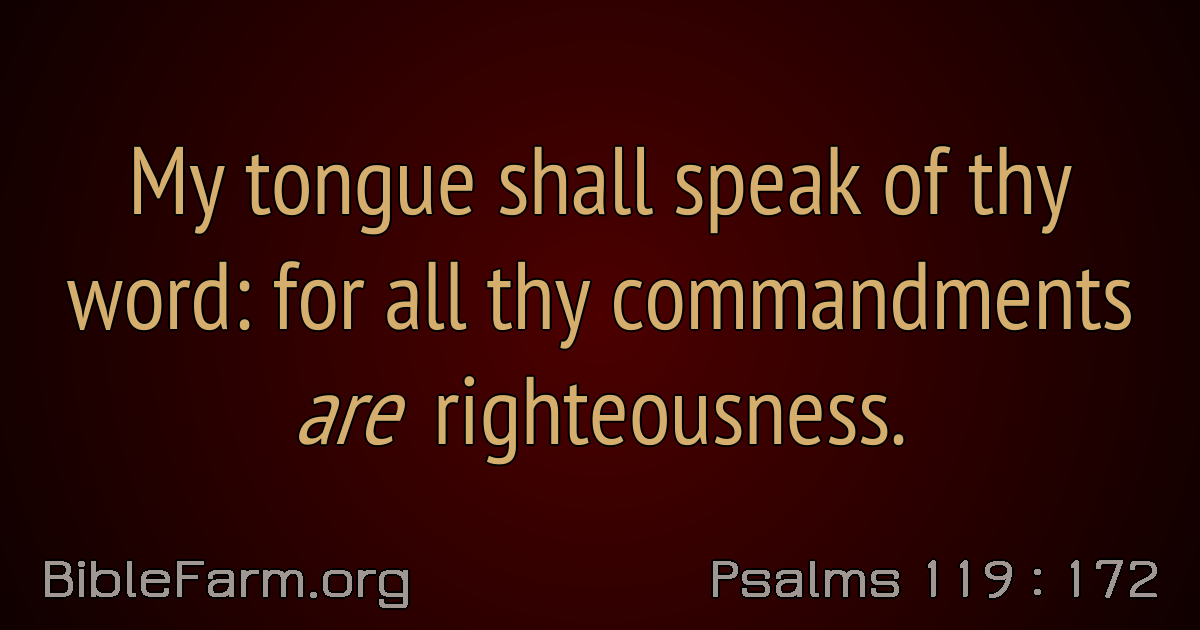 My tongue shall speak of thy
word: for all thy commandments
are righteousness.
BibleFarm.org
Psalms 119 : 172